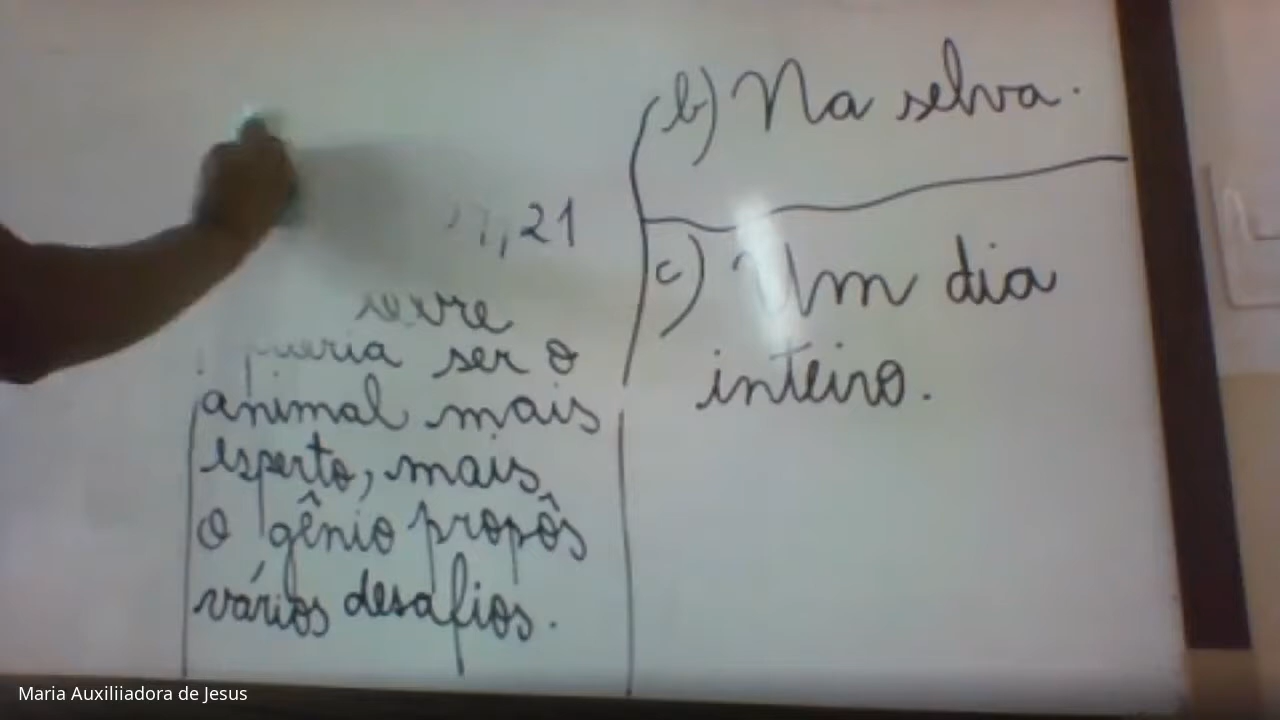 , 21
queria ser o
animal mais
esperto, mais
o gênio propôs
vários desafios.
b) Na selva.
c) Um dia
inteiro.
Maria Auxiliiadora de Jesus